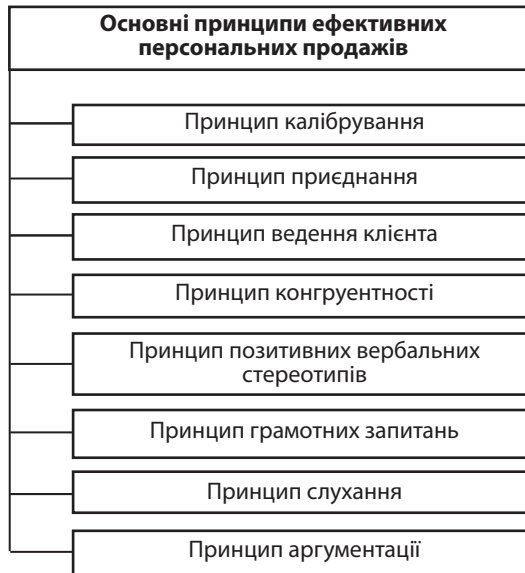 Основні принципи ефективних
персональних продажів
Принцип калібрування
Принцип приєднання
Принцип ведення клієнта
Принцип конгруентності
Принцип позитивних вербальних
стереотипів
Принцип грамотних запитань
Принцип слухання
Принцип аргументації